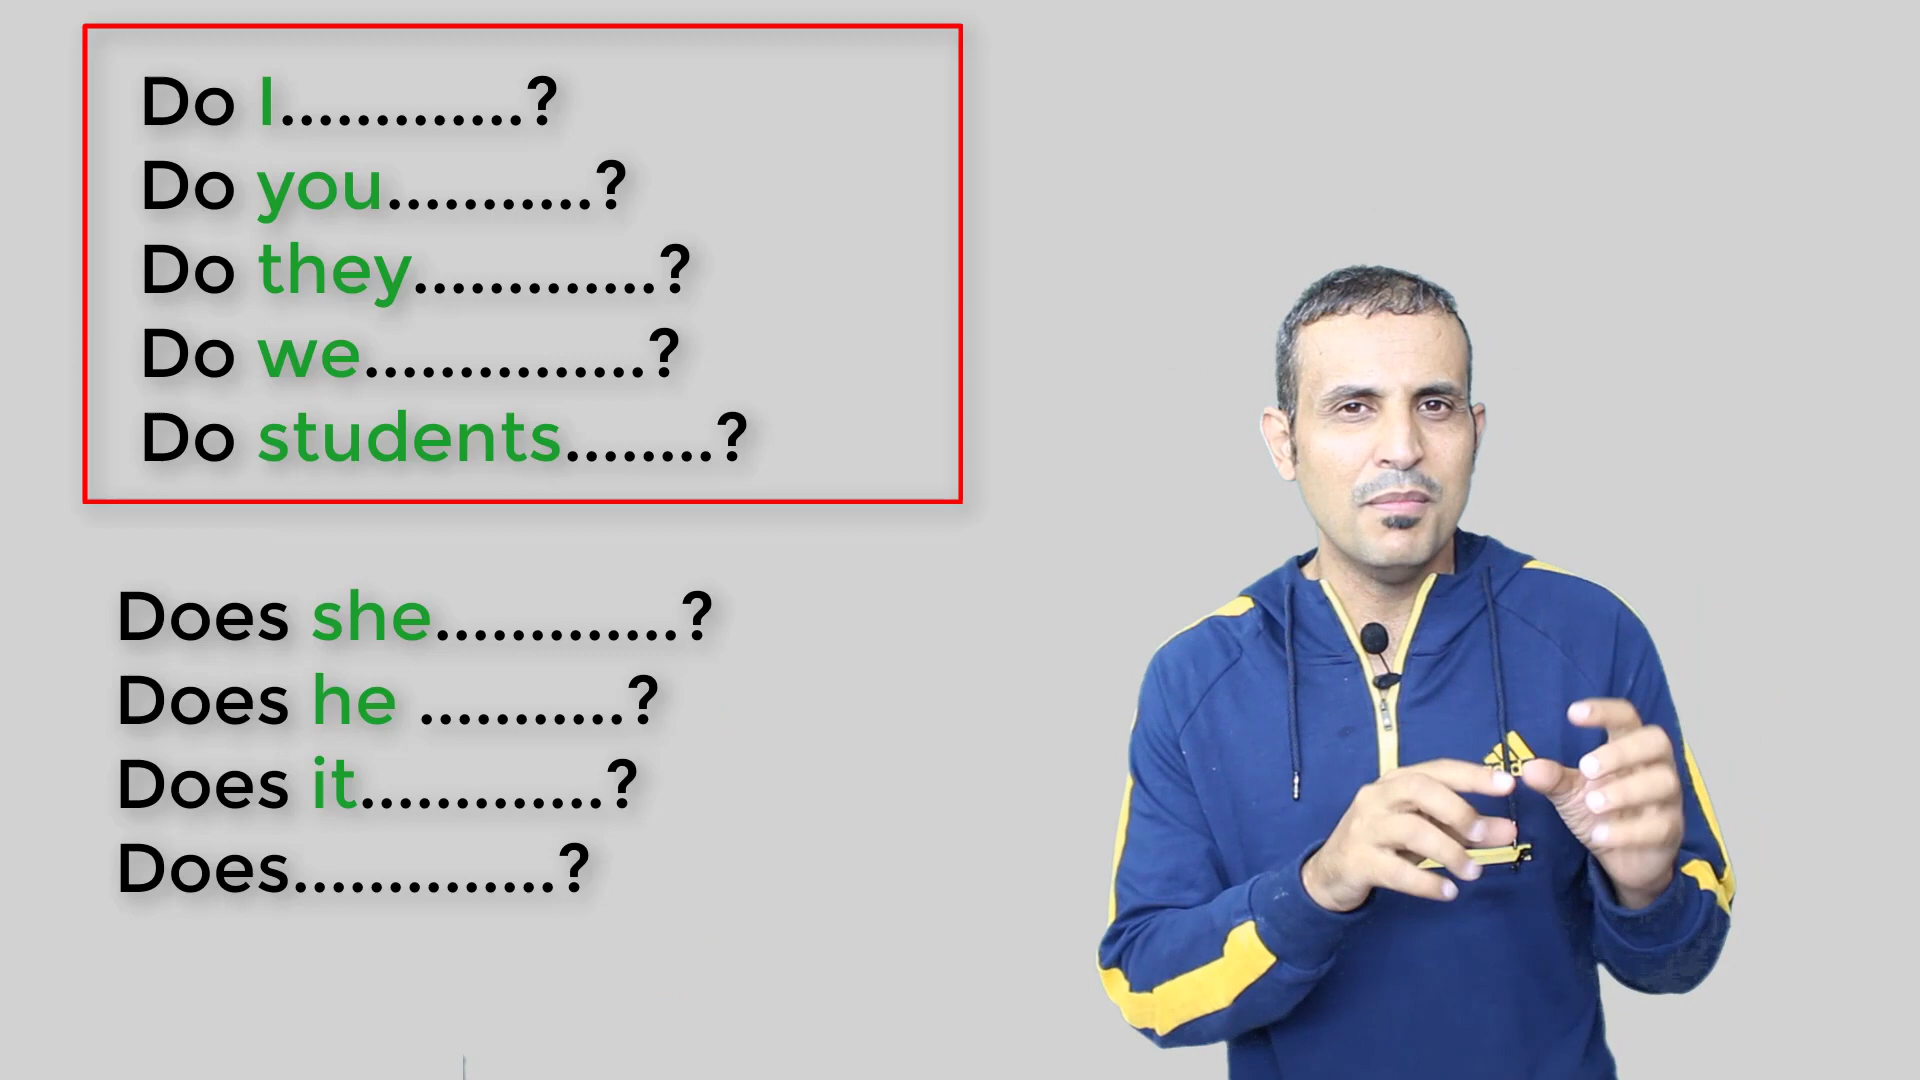 Do I.............?
Do you...........?
Do they.............?
Do we...............?
Do students........?
Does she.............?
Does he ...........?
Does it.............?
Does..............?